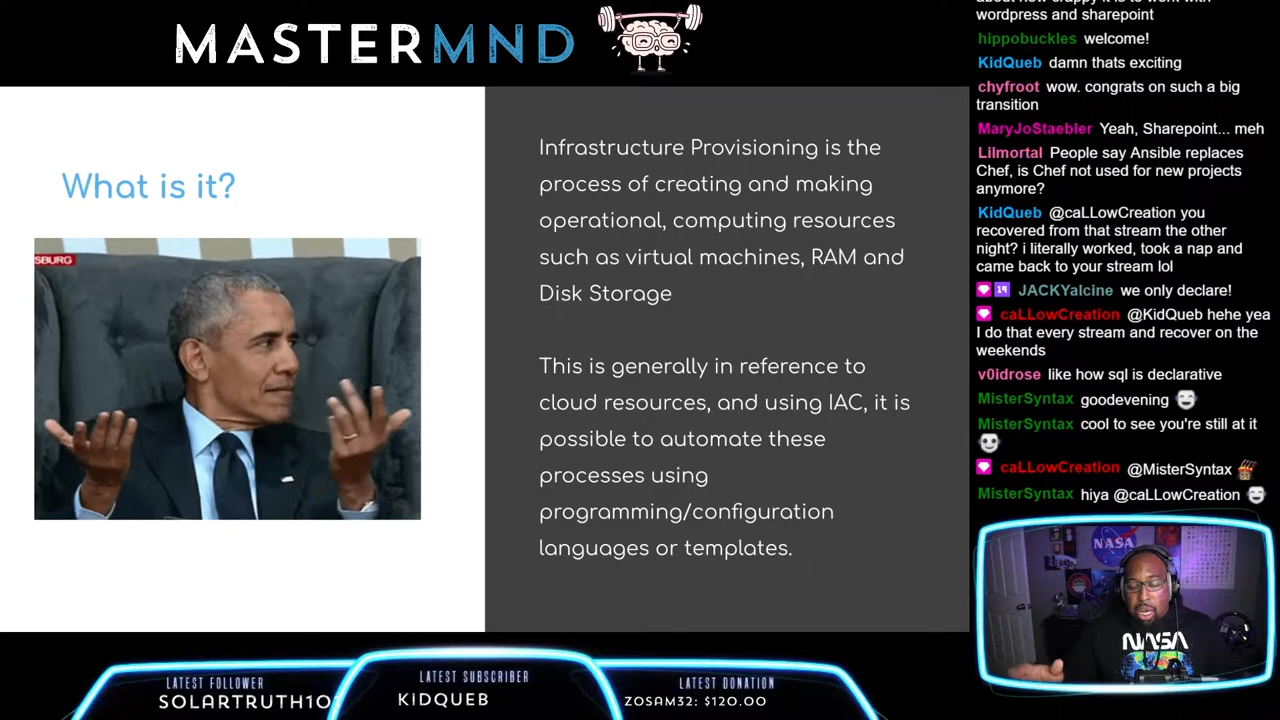 MASTERMND
What is it?
SBURG
Infrastructure Provisioning is the
process of creating and making
operational, computing resources
such as virtual machines, RAM and
Disk Storage
This is generally in reference to
cloud resources, and using IAC, it is
possible to automate these
processes using
programming/configuration
languages or templates.
wordpress and sharepoint
hippobuckles welcome!
KidQueb damn thats exciting
chyfroot wow. congrats on such a big
transition
MaryJoStaebler Yeah, Sharepoint... meh
Lilmortal People say Ansible replaces
Chef, is Chef not used for new projects
anymore?
KidQueb @caLLowCreation you
recovered from that stream the other
night? i literally worked, took a nap and
came back to your stream lol
JACKYalcine we only declare!
caLLowCreation @KidQueb hehe yea
I do that every stream and recover on the
weekends
v0idrose like how sql is declarative
MisterSyntax goodevening
MisterSyntax cool to see you're still at it
caLLowCreation @MisterSyntax
MisterSyntax hiya @caLLowCreation
NASA
NASA
LATEST FOLLOWER
SOLARTRUTH101
LATEST SUBSCRIBER
KIDQUEB
LATEST DONATION
ZOSAM32: $120.00